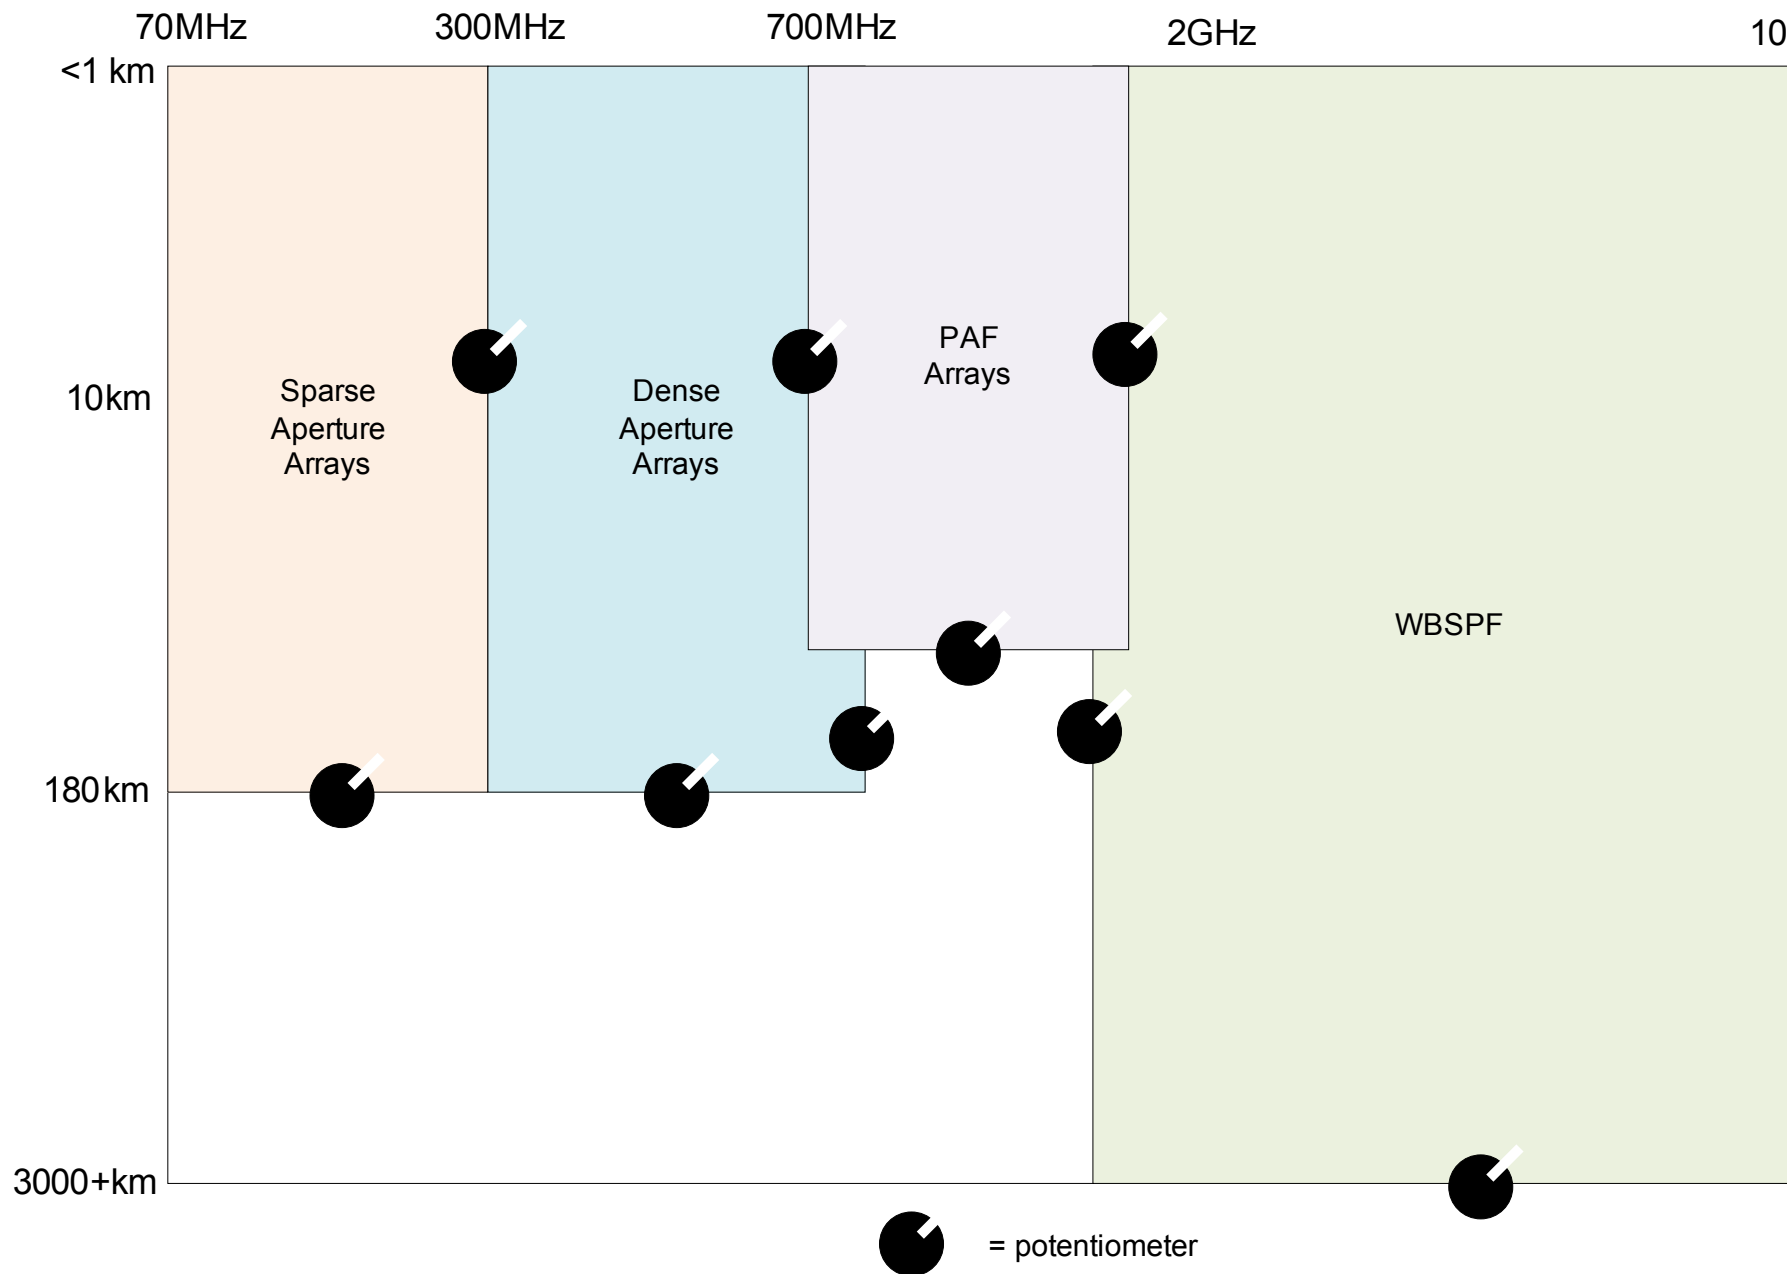 70MHz 300MHz 700MHz 2GHz 10
<1 km
PAF
Arrays
10km
Sparse
Aperture
Arrays
Dense
Aperture
Arrays
WBSPF
180km
3000+km
= potentiometer